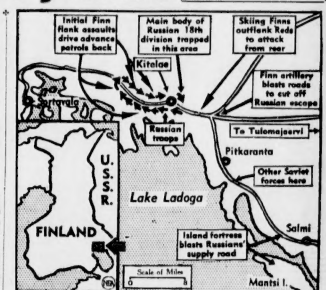 Initial Finn
flank assaults
drive advance
patrols back
Main body of
Russian 18th
division trapped
in this area
Skiing Finns
outflank Reds
to attack
from rear
Kitelae
Finn artillery
blasts roads
to cut off
Russian escape
Sortavala
Russian
troops
To Tulomajaervi
Pitkaranta
U.S.S.R.
Other Soviet
forces here
Lake Ladoga
FINLAND
Island fortress
blasts Russians'
supply road
Salmi
Scale of Miles
0
Mantsi I.
NEA